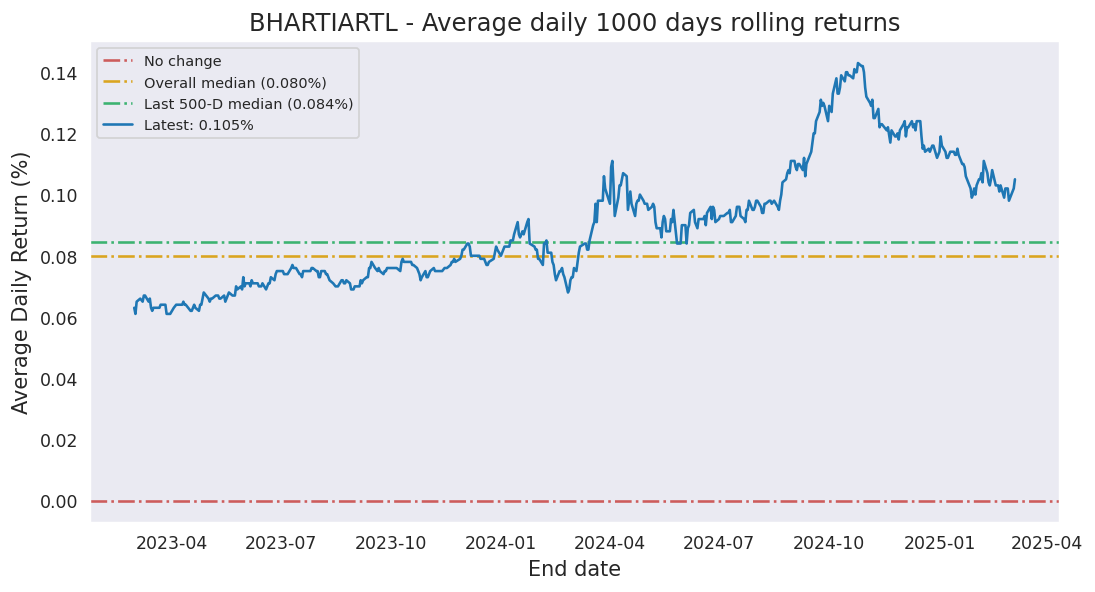 BHARTIARTL - Average daily 1000 days rolling returns
No change
Overall median (0.080%)
Last 500-D median (0.084%)
Latest: 0.105%
Average Daily Return (%)
0.14
0.12
0.10
0.08
0.06
0.04
0.02
0.00
2023-04 2023-07 2023-10 2024-01 2024-04 2024-07 2024-10 2025-01 2025-04
End date